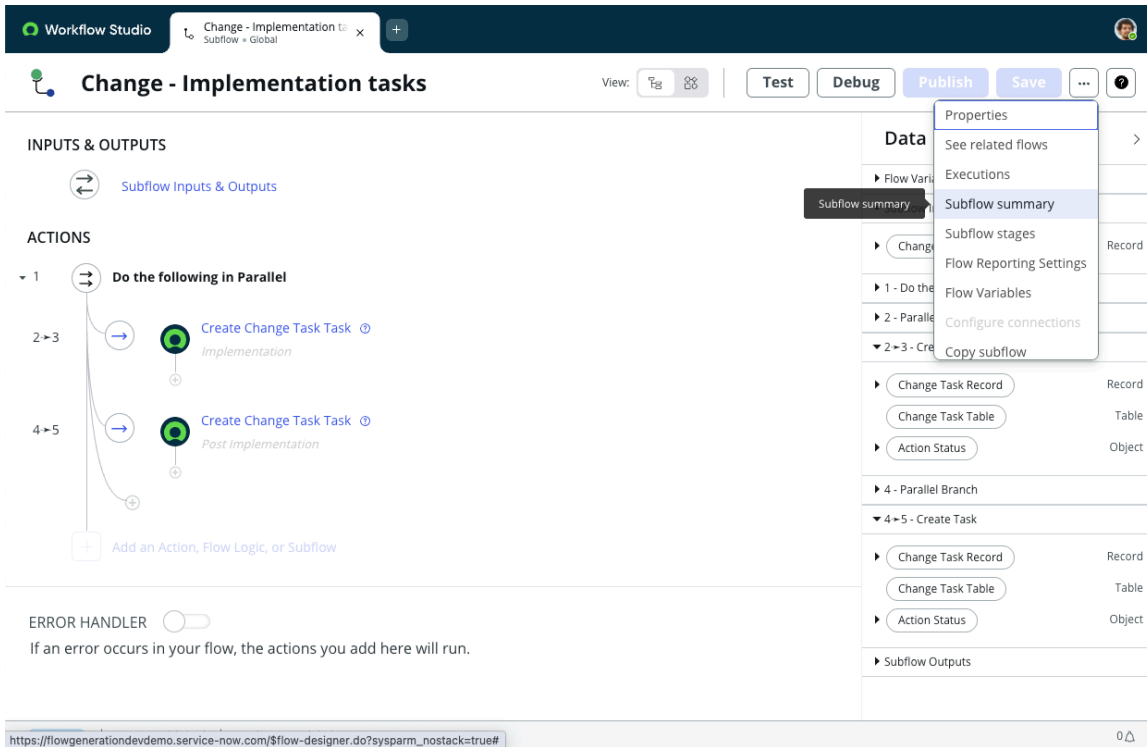 Workflow Studio
Change - Implementation ta
Subflow • Global
Change - Implementation tasks
View:
Test
Debug
Publish
Save
...
?
INPUTS & OUTPUTS
Subflow Inputs & Outputs
ACTIONS
1
Do the following in Parallel
2➛3
Create Change Task Task
Implementation
4➛5
Create Change Task Task
Post Implementation
Add an Action, Flow Logic, or Subflow
ERROR HANDLER
If an error occurs in your flow, the actions you add here will run.
Properties
See related flows
Executions
Subflow summary
Subflow stages
Flow Reporting Settings
Flow Variables
Configure connections
Copy subflow
Subflow summary
Data
Flow Varia
Chang
Record
1 - Do the
2 - Paralle
2➛3 - Cre
Change Task Record
Record
Change Task Table
Table
Action Status
Object
4 - Parallel Branch
4➛5 - Create Task
Change Task Record
Record
Change Task Table
Table
Action Status
Object
Subflow Outputs
https://flowgenerationdevdemo.service-now.com/$flow-designer.do?sysparm_nostack=true#
0